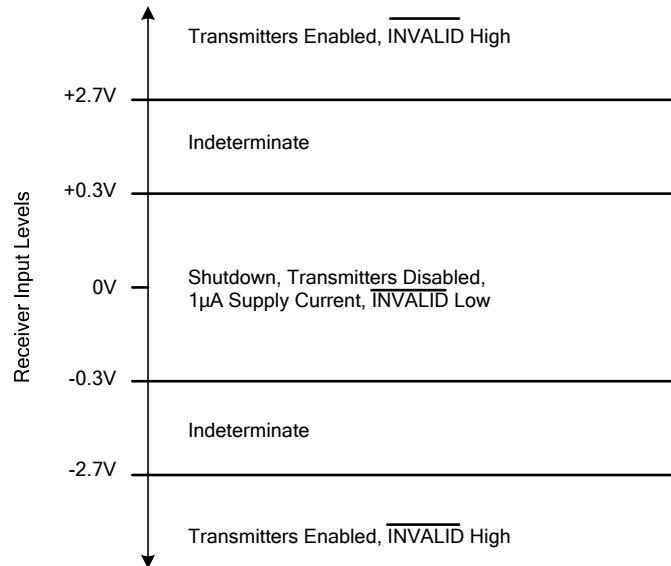 Transmitters Enabled, INVALID High
+2.7V
Indeterminate
+0.3V
Receiver Input Levels
0V
Shutdown, Transmitters Disabled,
1µA Supply Current, INVALID Low
-0.3V
Indeterminate
-2.7V
Transmitters Enabled, INVALID High